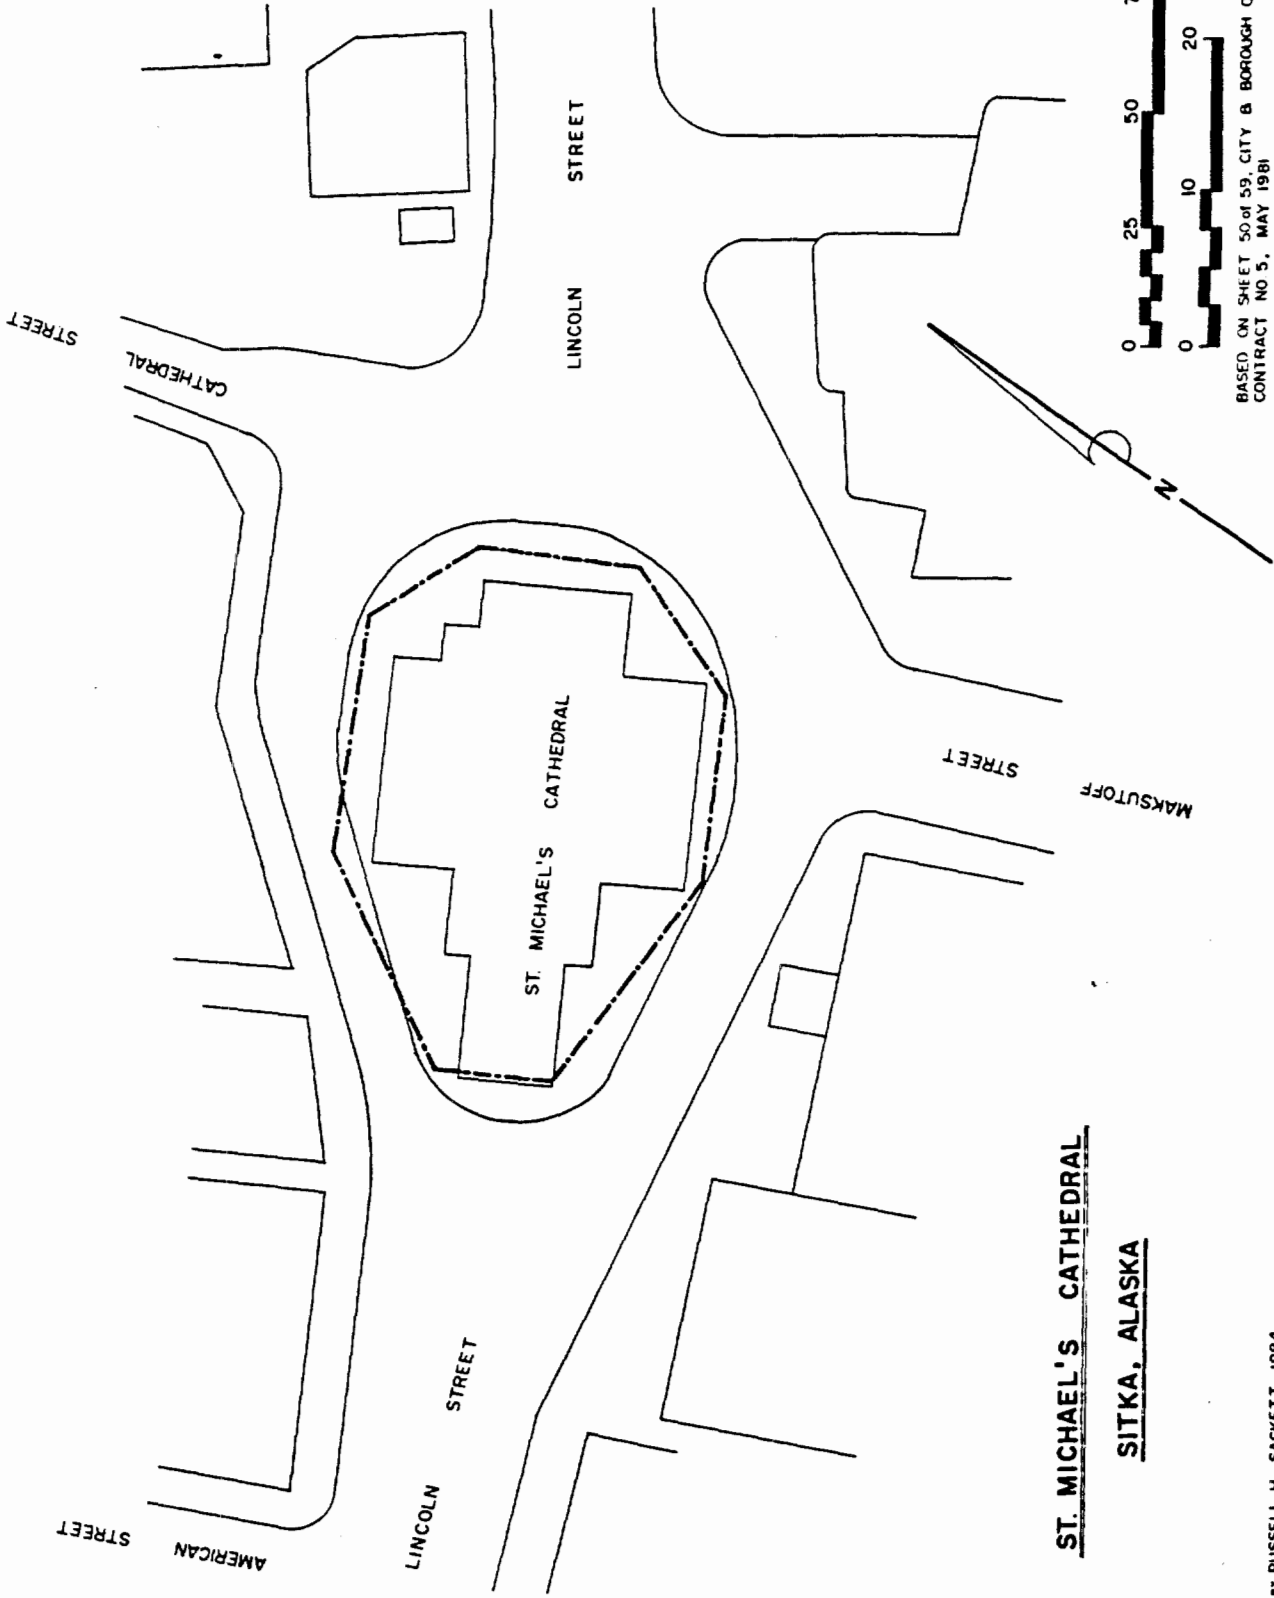 AMERICAN STREET
CATHEDRAL STREET
LINCOLN STREET
LINCOLN STREET
ST. MICHAEL'S CATHEDRAL
MAKSUTOFF STREET
N
ST. MICHAEL'S CATHEDRAL
SITKA, ALASKA
0 25 50
0 10 20
BASED ON SHEET 50 of 59, CITY & BOROUGH
CONTRACT NO. 5, MAY 1981